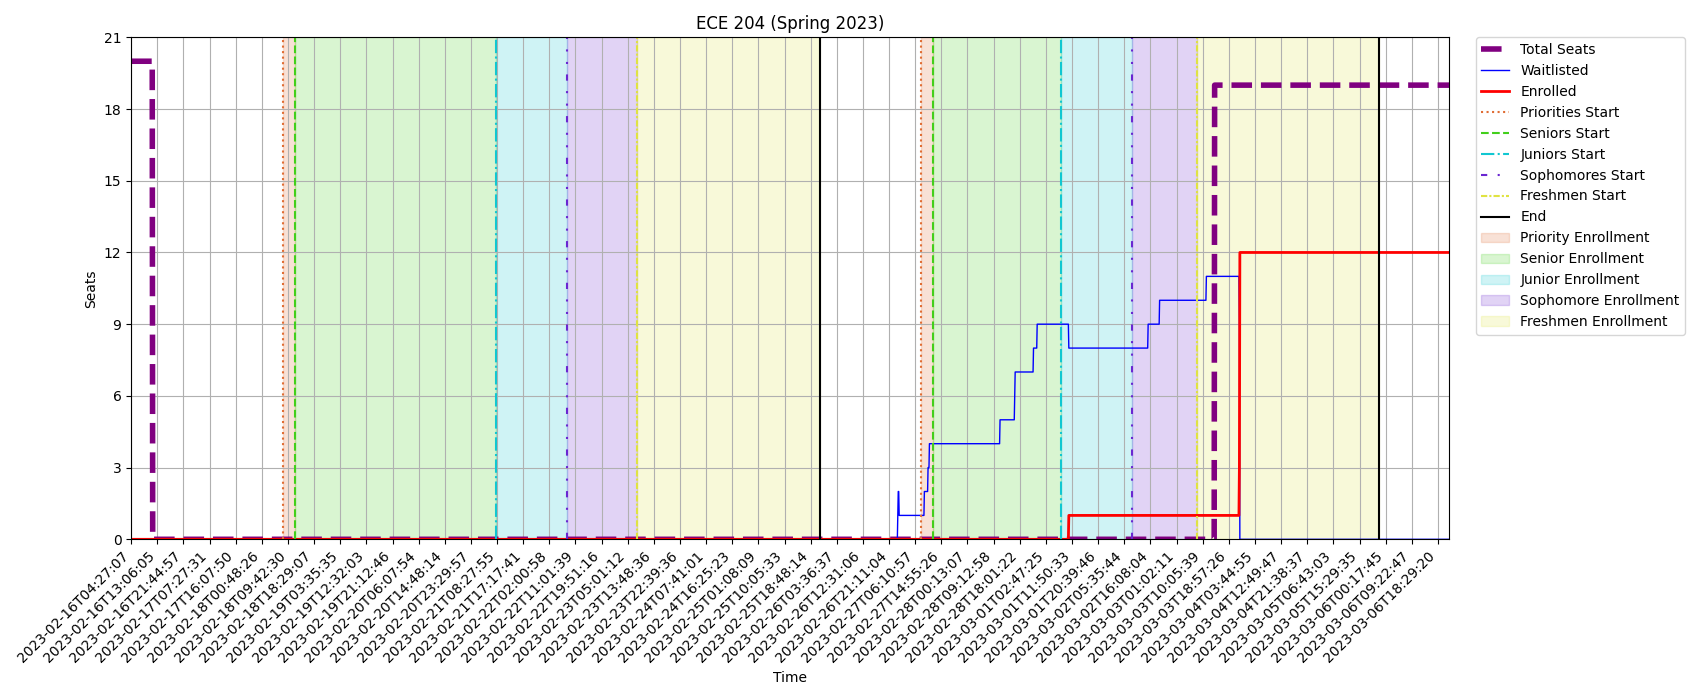 ECE 204 (Spring 2023)
21
18
15
12
9
6
3
0
Seats
2023-02-16T04:27:07
2023-02-16T13:06:05
2023-02-16T21:44:57
2023-02-17T07:27:31
2023-02-17T16:07:50
2023-02-18T00:48:26
2023-02-18T09:42:30
2023-02-18T18:29:07
2023-02-19T03:35:35
2023-02-19T12:32:03
2023-02-19T21:12:46
2023-02-20T06:07:54
2023-02-20T14:48:14
2023-02-20T23:29:57
2023-02-21T08:27:55
2023-02-21T17:17:41
2023-02-22T02:00:58
2023-02-22T11:01:39
2023-02-22T19:51:16
2023-02-23T05:01:12
2023-02-23T13:48:36
2023-02-23T22:39:36
2023-02-24T07:41:01
2023-02-24T16:25:23
2023-02-25T01:08:09
2023-02-25T10:05:33
2023-02-25T18:48:14
2023-02-26T03:36:37
2023-02-26T12:31:06
2023-02-26T21:11:04
2023-02-27T06:10:57
2023-02-27T14:55:26
2023-02-28T00:13:07
2023-02-28T09:12:58
2023-02-28T18:01:22
2023-03-01T02:47:25
2023-03-01T11:50:33
2023-03-01T20:39:46
2023-03-02T05:35:44
2023-03-02T16:08:04
2023-03-03T01:02:11
2023-03-03T10:05:39
2023-03-03T18:57:26
2023-03-04T03:44:55
2023-03-04T12:49:47
2023-03-04T21:38:37
2023-03-05T06:43:03
2023-03-05T15:29:35
2023-03-06T00:17:45
2023-03-06T09:22:47
2023-03-06T18:29:20
Time
Total Seats
Waitlisted
Enrolled
Priorities Start
Seniors Start
Juniors Start
Sophomores Start
Freshmen Start
End
Priority Enrollment
Senior Enrollment
Junior Enrollment
Sophomore Enrollment
Freshmen Enrollment